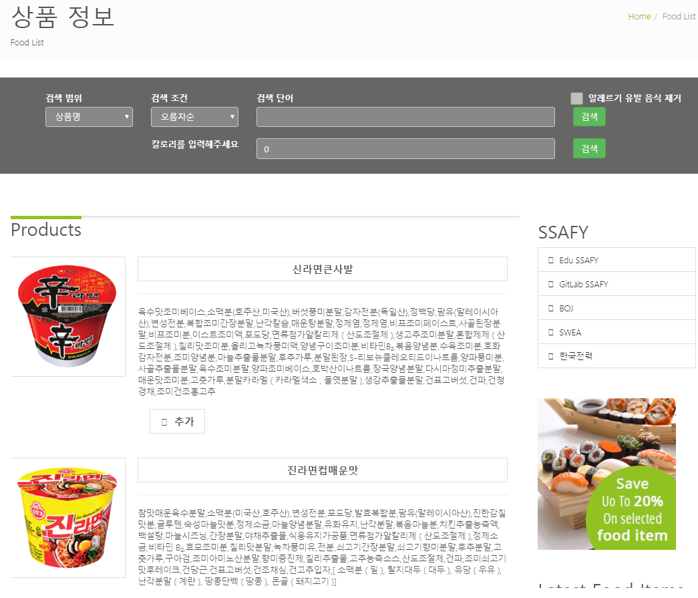 상품 정보
Home / Food List
Food List
검색 범위
검색 조건
검색 단어
알레르기 유발 음식 제거
상품명
오름차순
검색
칼로리를 입력해주세요
0
검색
Products
신라면큰사발
육수맛조미베이스,소맥분(호주산,미국산),버섯풍미분말,감자전분(독일산),정백당,팜유(말레이시아
산),변성전분,복합조미간장분말,난각칼슘,매운탕분말,정제염,정제염,비프조미페이스트,사골된장분
말,비프조미분,이스트조미액,포도당,면류첨가알칼리제 ( 산도조절제 ),생고추조미분말,혼합제제 ( 산
도조절제 ),칠리맛조미분,올리고녹차풍미액,양념구이조미분,비타민B₂,볶음양념분,수육조미분,호화
감자전분,조미양념분,마늘추출물분말,후추가루,분말된장,5-리보뉴클레오티드이나트륨,양파풍미분,
사골추출물분말,육수조미분말,양파조미베이스,호박산이나트륨,장국양념분말,다시마정미추출분말,
매운맛조미분,고춧가루,분말카라멜 ( 카라멜색소 , 물엿분말 ),생강추출물분말,건표고버섯,건파,건청
경채,조미건조홍고추
추가
진라면컵매운맛
참맛매운육수분말,소맥분(미국산,호주산),변성전분,포도당,발효복합분,팜유(말레이시아산),진한감칠
맛분,글루텐,숙성마늘맛분,정제소금,마늘양념분말,유화유지,난각분말,볶음마늘분,치킨추출농축액,
백설탕,마늘시즈닝,간장분말,야채추출물,식용유지가공품,면류첨가알칼리제 ( 산도조절제 ),정제소
금,비타민 B₂,효모조미분,칠리맛분말,녹차풍미유,전분,쇠고기간장분말,쇠고기향미분말,후추분말,고
춧가루,구아검,조미아미노산분말,향미증진제,칠리추출물,고추농축소스,산도조절제,건파,조미쇠고기
맛후레이크,건당근,건표고버섯,건조채심,건고추입자,[ 소맥분 ( 밀 ), 탈지대두 ( 대두 ), 유당 ( 우유 ),
난각분말 ( 계란 ), 땅콩단백 ( 땅콩 ), 돈골 ( 돼지고기 )]
SSAFY
Edu SSAFY
GitLab SSAFY
BOJ
SWEA
한국전력
Save
Uo To 20%
On selected
food item
Latest Food Items
辛
라면
진라면